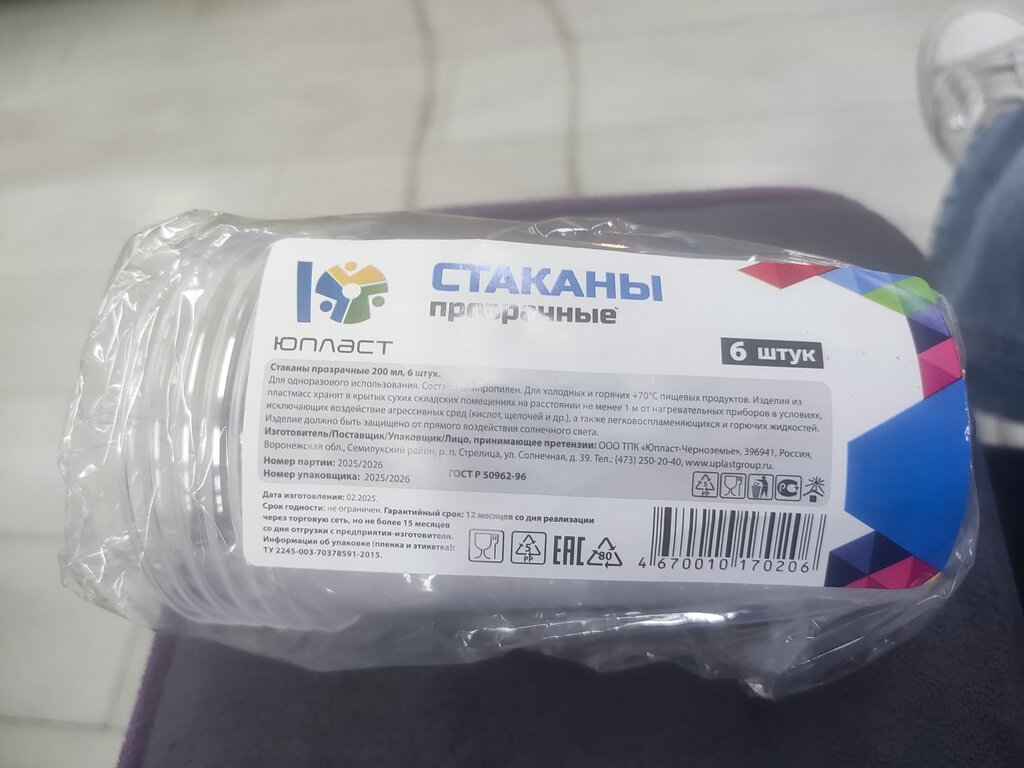 СТАКАНЫ
прозрачные
ЮПЛАСТ
6 штук
Стаканы прозрачные 200 мл, 6 штук.
Для одноразового использования. Состав: полипропилен. Для холодных и горячих +70°С пищевых продуктов. Изделия из
пластмасс хранят в крытых сухих складских помещениях на расстоянии не менее 1 м от нагревательных приборов в условиях,
исключающих воздействие агрессивных сред (кислот, щелочей и др.), а также легковоспламеняющихся и горючих жидкостей.
Изделие должно быть защищено от прямого воздействия солнечного света.
Изготовитель/Поставщик/Упаковщик/Лицо, принимающее претензии: ООО ТПК «Юпласт-Черноземье», 396941, Россия,
Воронежская обл., Семилукский район, р. п. Стрелица, ул. Солнечная, д. 39. Тел.: (473) 250-20-40, www.uplastgroup.ru.
Номер партии: 2025/2026
Номер упаковщика: 2025/2026
ГОСТ Р 50962-96
PP
Дата изготовления: 02.2025.
Срок годности: не ограничен. Гарантийный срок: 12 месяцев со дня реализации
через торговую сеть, но не более 15 месяцев
со дня отгрузки с предприятия-изготовителя.
Информация об упаковке (пленка и этикетка):
ТУ 2245-003-70378591-2015.
5
PP
EAC
80
4 670010 170206